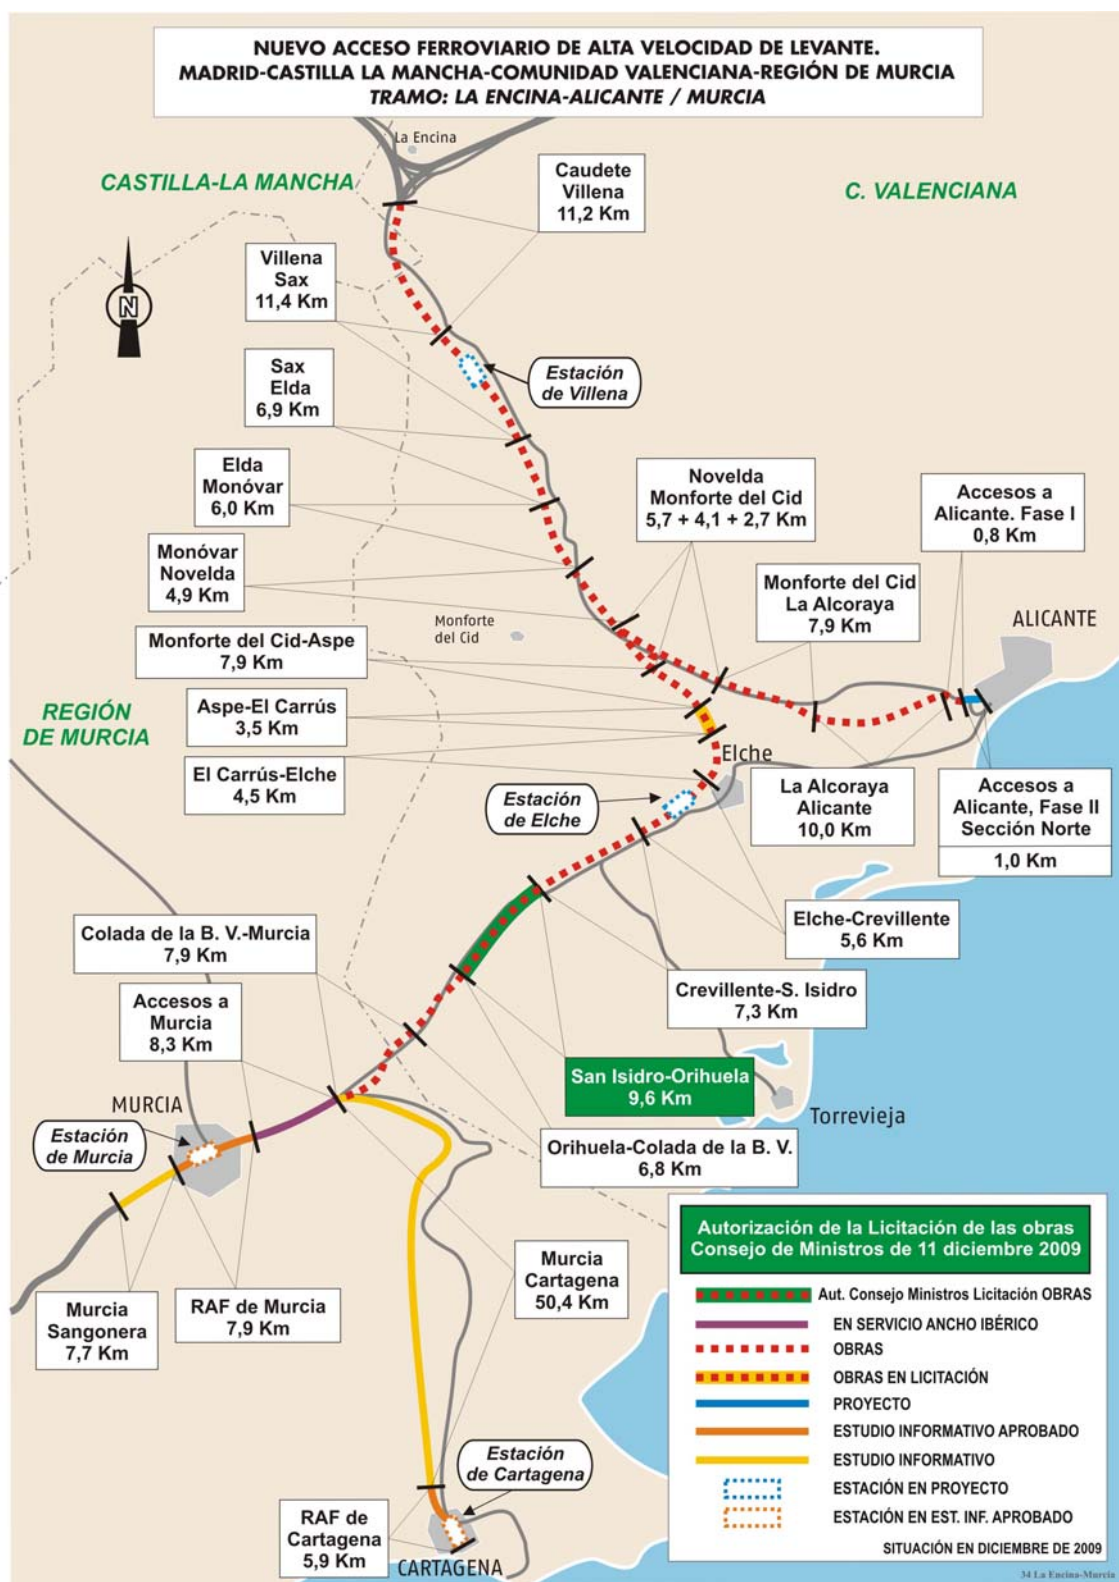 NUEVO ACCESO FERROVIARIO DE ALTA VELOCIDAD DE LEVANTE.
MADRID-CASTILLA LA MANCHA-COMUNIDAD VALENCIANA-REGIÓN DE MURCIA
TRAMO: LA ENCINA-ALICANTE / MURCIA
La Encina
CASTILLA-LA MANCHA
C. VALENCIANA
Caudete
Villena
11,2 Km
Villena
Sax
11,4 Km
N
Estación
de Villena
Sax
Elda
6,9 Km
Elda
Monóvar
6,0 Km
Novelda
Monforte del Cid
5,7 + 4,1 + 2,7 Km
Accesos a
Alicante. Fase I
0,8 Km
Monóvar
Novelda
4,9 Km
Monforte del Cid
La Alcoraya
7,9 Km
Monforte
del Cid
ALICANTE
Monforte del Cid-Aspe
7,9 Km
REGIÓN
DE MURCIA
Aspe-El Carrús
3,5 Km
El Carrús-Elche
4,5 Km
Elche
Estación
de Elche
La Alcoraya
Alicante
10,0 Km
Accesos a
Alicante, Fase II
Sección Norte
1,0 Km
Elche-Crevillente
5,6 Km
Colada de la B. V.-Murcia
7,9 Km
Crevillente-S. Isidro
7,3 Km
Accesos a
Murcia
8,3 Km
San Isidro-Orihuela
9,6 Km
Torrevieja
MURCIA
Estación
de Murcia
Orihuela-Colada de la B. V.
6,8 Km
Murcia
Sangonera
7,7 Km
RAF de Murcia
7,9 Km
Murcia
Cartagena
50,4 Km
Estación
de Cartagena
RAF de
Cartagena
5,9 Km
CARTAGENA
Autorización de la Licitación de las obras
Consejo de Ministros de 11 diciembre 2009
Aut. Consejo Ministros Licitación OBRAS
EN SERVICIO ANCHO IBÉRICO
OBRAS
OBRAS EN LICITACIÓN
PROYECTO
ESTUDIO INFORMATIVO APROBADO
ESTUDIO INFORMATIVO
ESTACIÓN EN PROYECTO
ESTACIÓN EN EST. INF. APROBADO
SITUACIÓN EN DICIEMBRE DE 2009
34 La Encina-Murcia